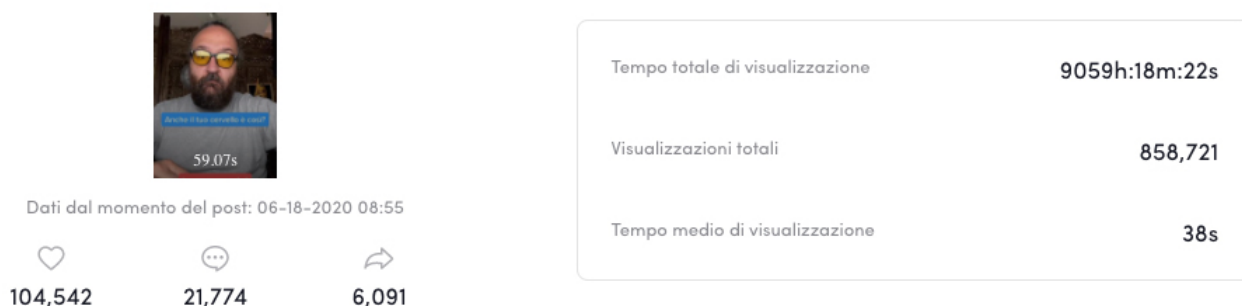 Anche il tuo cervello è così?
59.07s
Dati dal momento del post: 06-18-2020 08:55
104,542
21,774
6,091
Tempo totale di visualizzazione
9059h:18m:22s
Visualizzazioni totali
858,721
Tempo medio di visualizzazione
38s